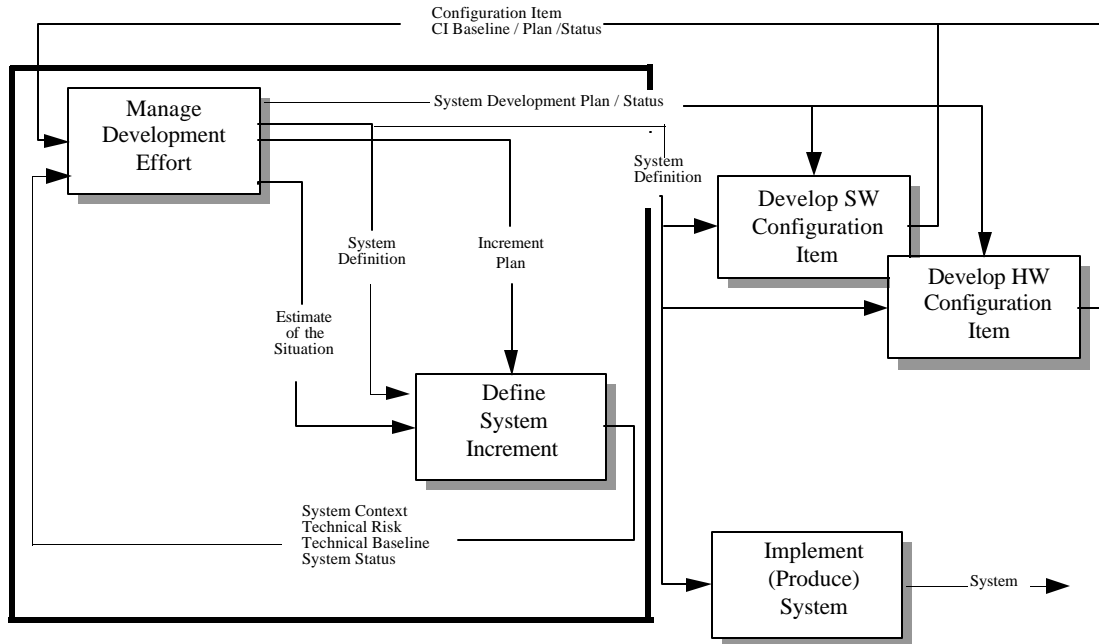 Configuration Item
CI Baseline / Plan /Status
Manage
Development
Effort
System Development Plan / Status
System
Definition
Develop SW
Configuration
Item
System
Definition
Increment
Plan
Develop HW
Configuration
Item
Estimate
of the
Situation
Define
System
Increment
System Context
Technical Risk
Technical Baseline
System Status
Implement
(Produce)
System
System